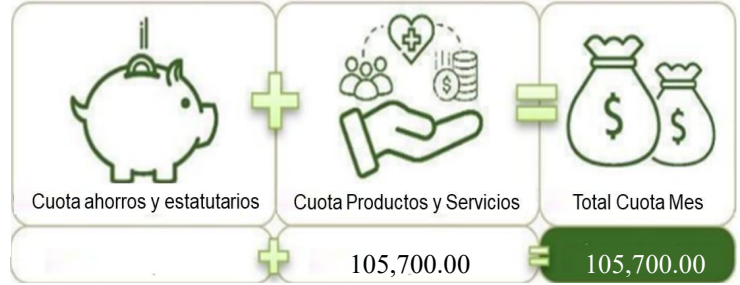 Cuota ahorros y estatutarios
Cuota Productos y Servicios
Total Cuota Mes
+
105,700.00
=
105,700.00